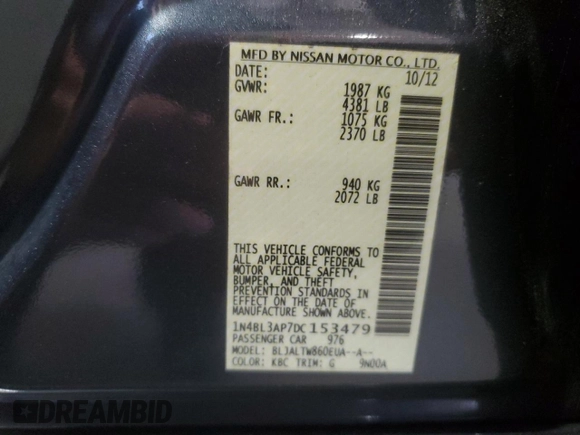 MFD BY NISSAN MOTOR CO., LTD.
DATE: 10/12
GVWR: 1987 KG
4381 LB
GAWR FR.: 1075 KG
2370 LB
GAWR RR.: 940 KG
2072 LB
THIS VEHICLE CONFORMS TO
ALL APPLICABLE FEDERAL
MOTOR VEHICLE SAFETY,
BUMPER, AND THEFT
PREVENTION STANDARDS IN
EFFECT ON THE DATE OF
MANUFACTURE SHOWN ABOVE.
1N4BL3AP7DC153479
PASSENGER CAR 976
MODEL: BL3ALTW860EUA--A--
COLOR: KBC TRIM: G 9N00A
DREAMBID